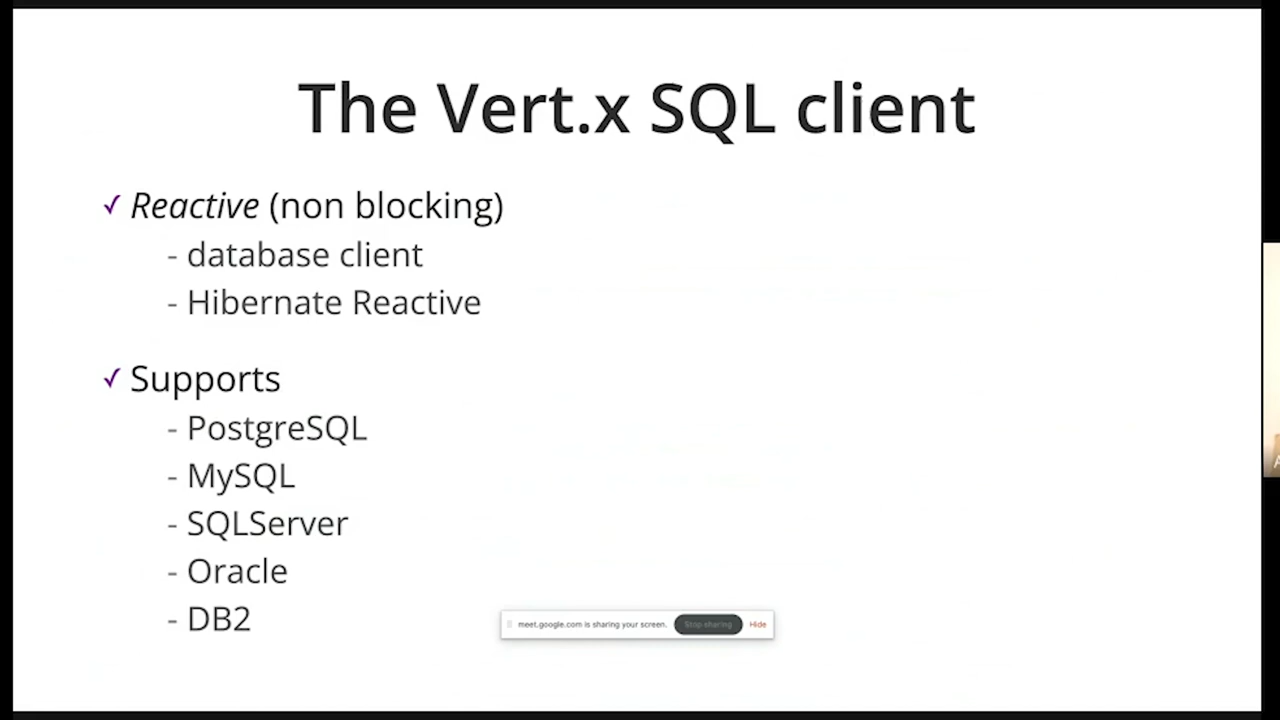 The Vert.x SQL client
✓ Reactive (non blocking)
- database client
- Hibernate Reactive
✓ Supports
- PostgreSQL
- MySQL
- SQLServer
- Oracle
- DB2
meet.google.com is sharing your screen. Stop sharing Hide